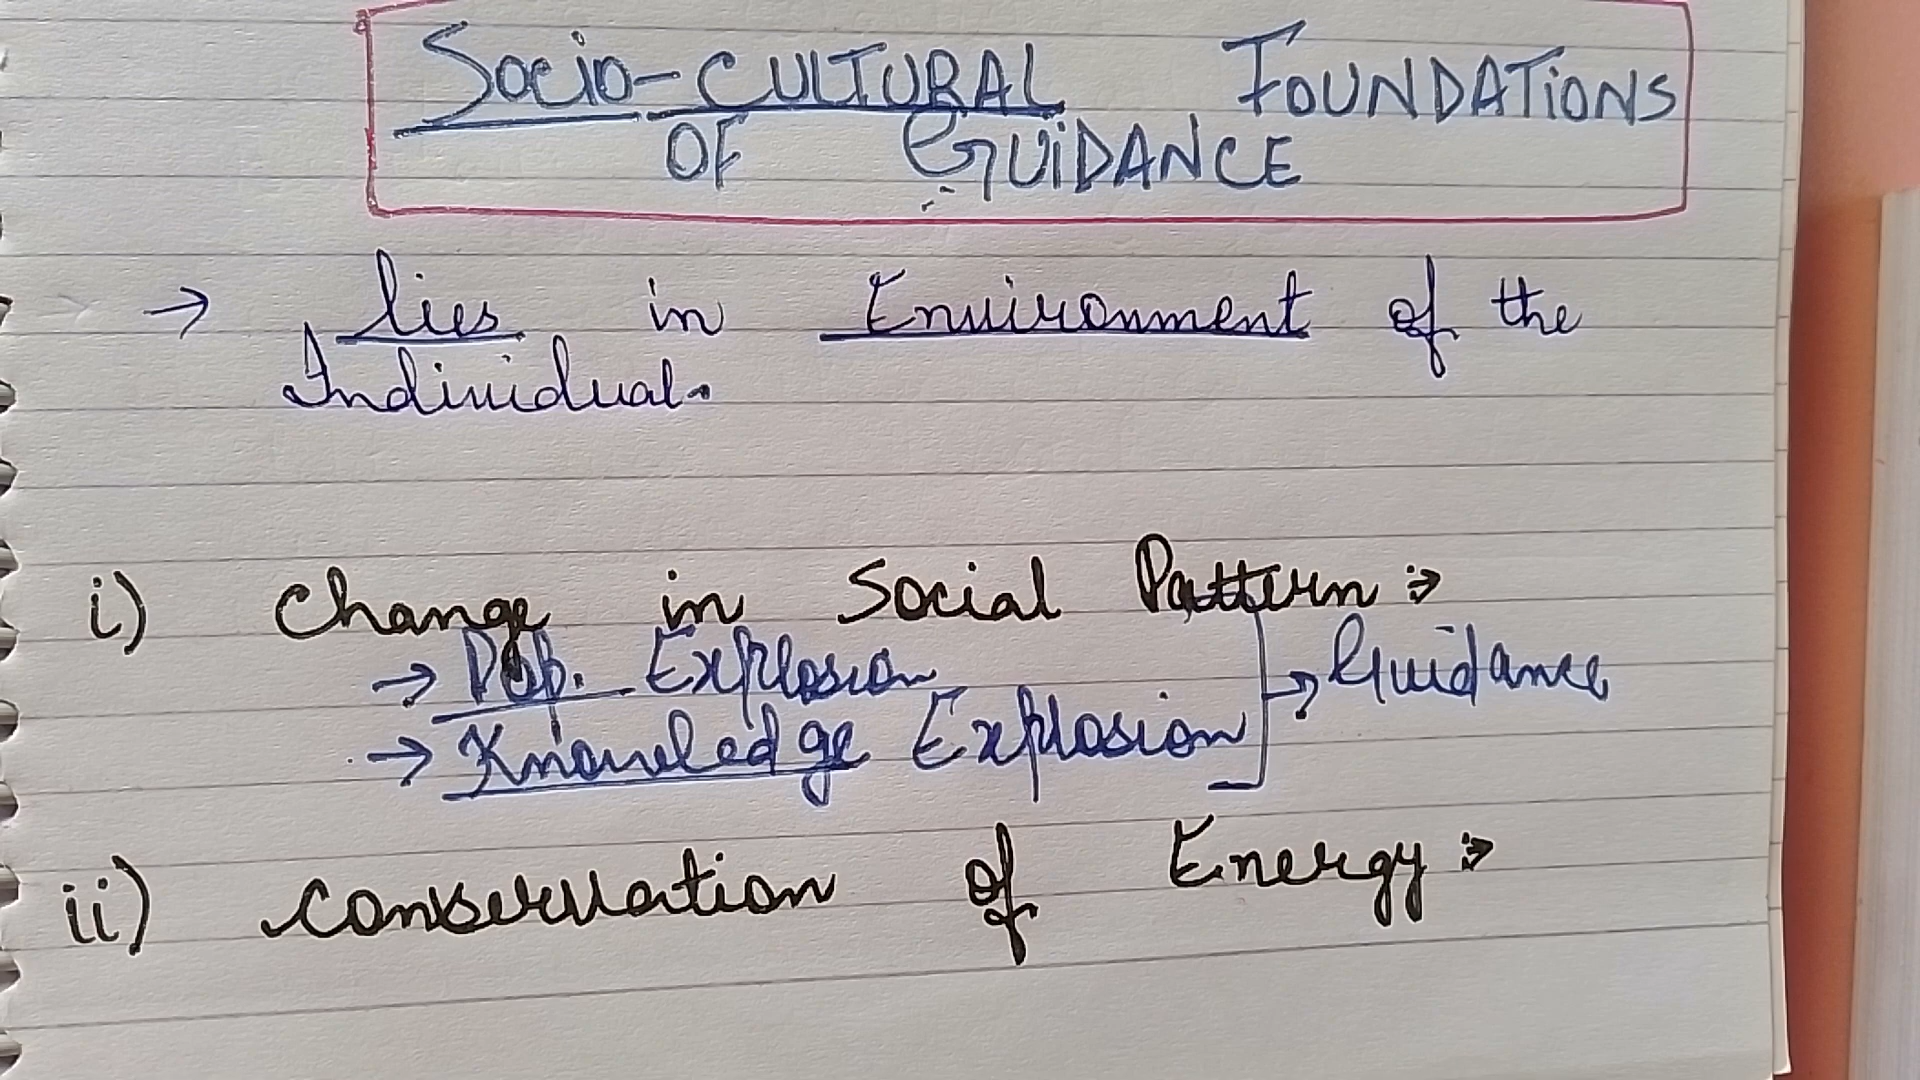 Socio-CULTURAL FOUNDATIONS
OF GUIDANCE
→ lies in Environment of the
Individual.
i) Change in Social Pattern :→
→ Pop. Explosion
→ Guidance
→ Knowledge Explosion
ii) Conservation of Energy :→